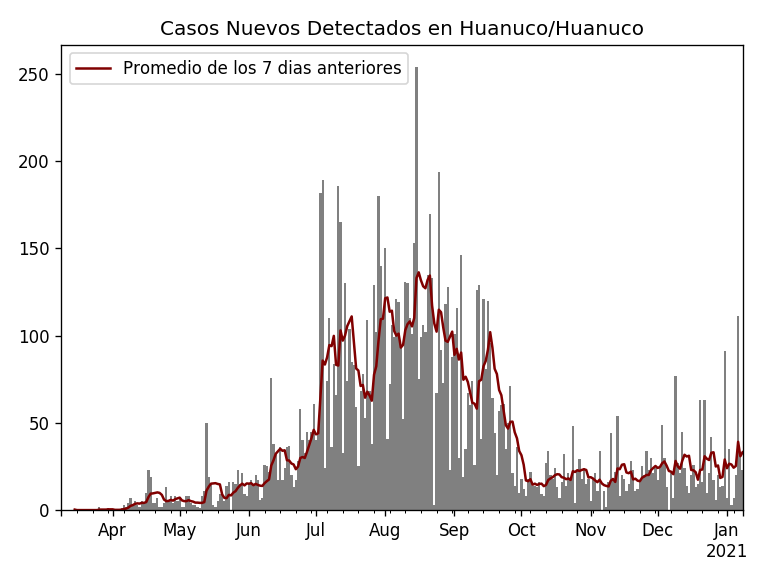 Casos Nuevos Detectados en Huanuco/Huanuco
Promedio de los 7 dias anteriores
250
200
150
100
50
0
Apr May Jun Jul Aug Sep Oct Nov Dec Jan
2021